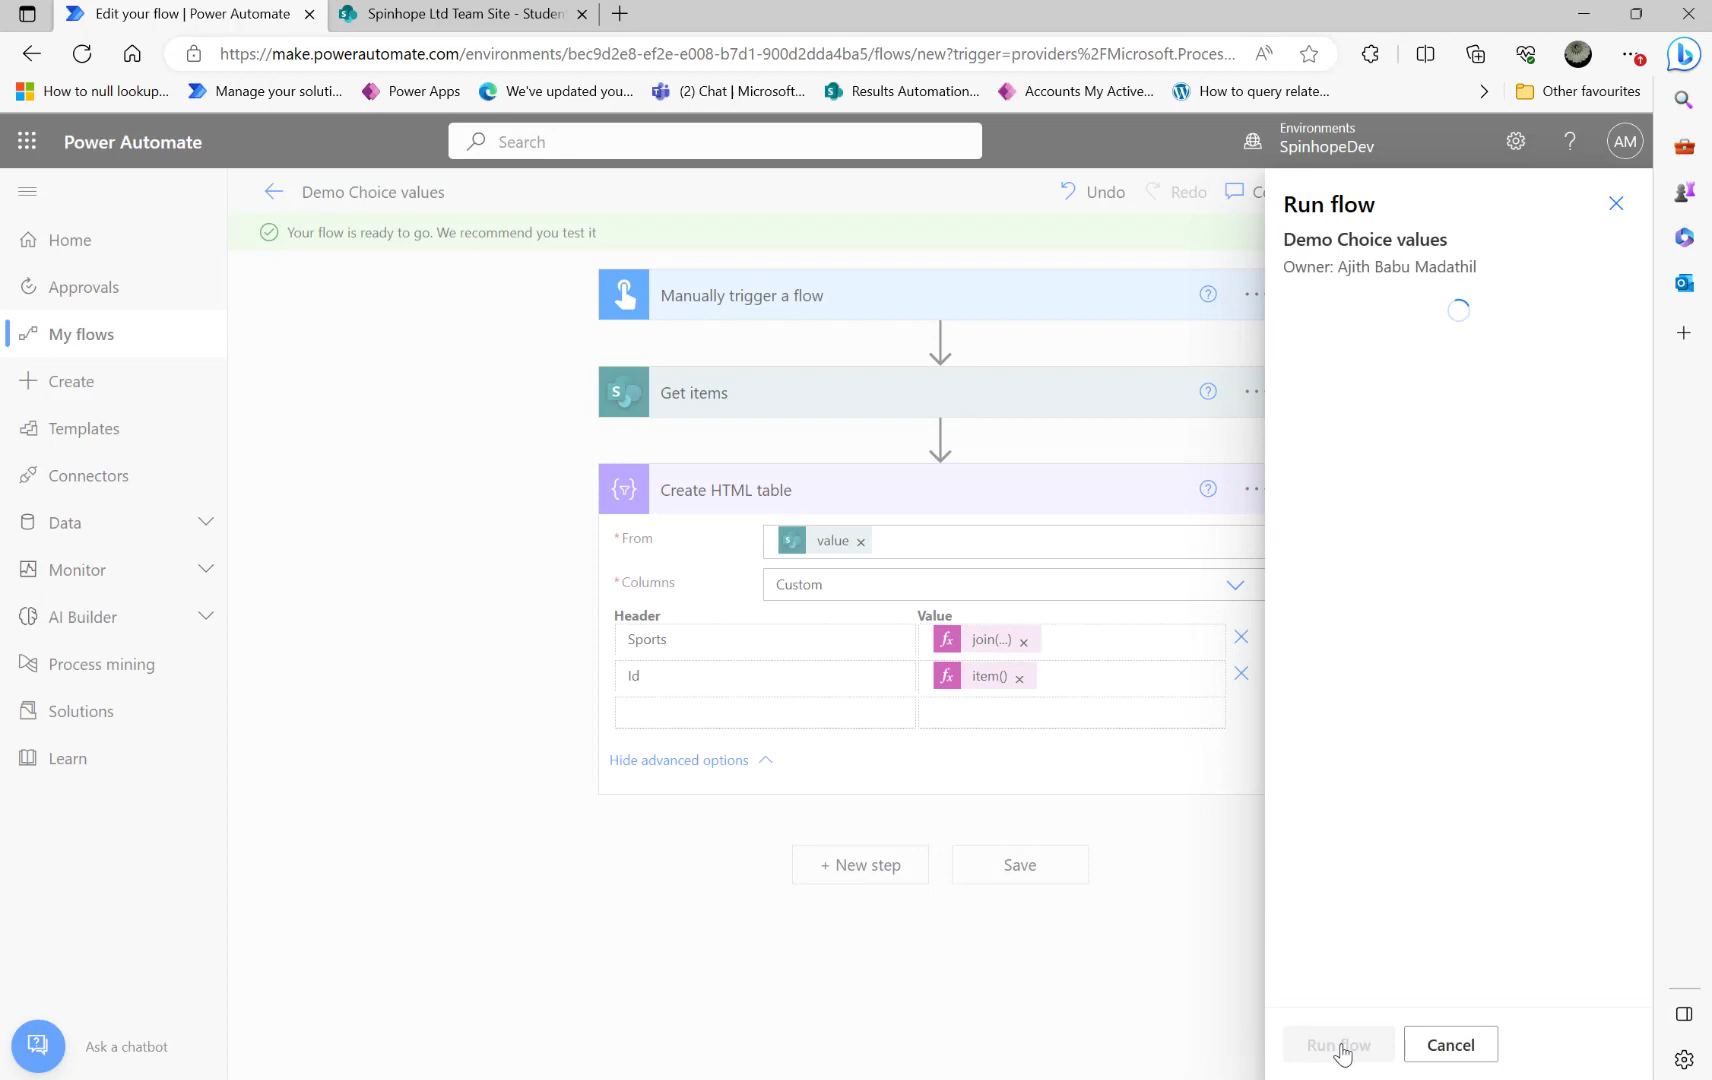 Edit your flow | Power Automate
Spinhope Ltd Team Site - Studen
https://make.powerautomate.com/environments/bec9d2e8-ef2e-e008-b7d1-900d2dda4ba5/flows/new?trigger=providers%2FMicrosoft.Proces...
How to null lookup...
Manage your soluti...
Power Apps
We've updated you...
(2) Chat | Microsoft...
Results Automation...
Accounts My Active...
How to query relate...
Other favourites
Power Automate
Search
Environments
SpinhopeDev
AM
Home
Approvals
My flows
Create
Templates
Connectors
Data
Monitor
AI Builder
Process mining
Solutions
Learn
Ask a chatbot
Demo Choice values
Undo
Redo
Your flow is ready to go. We recommend you test it
Manually trigger a flow
Get items
Create HTML table
* From
value
* Columns
Custom
Header
Value
Sports
fx join(...)
Id
fx item()
Hide advanced options
+ New step
Save
Run flow
Demo Choice values
Owner: Ajith Babu Madathil
Run flow
Cancel